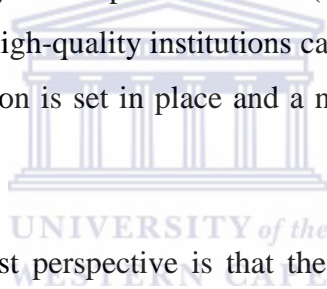 high-quality institutions ca
on is set in place and a n
UNIVERSITY of the
st perspective is that the
WESTERN CAPE